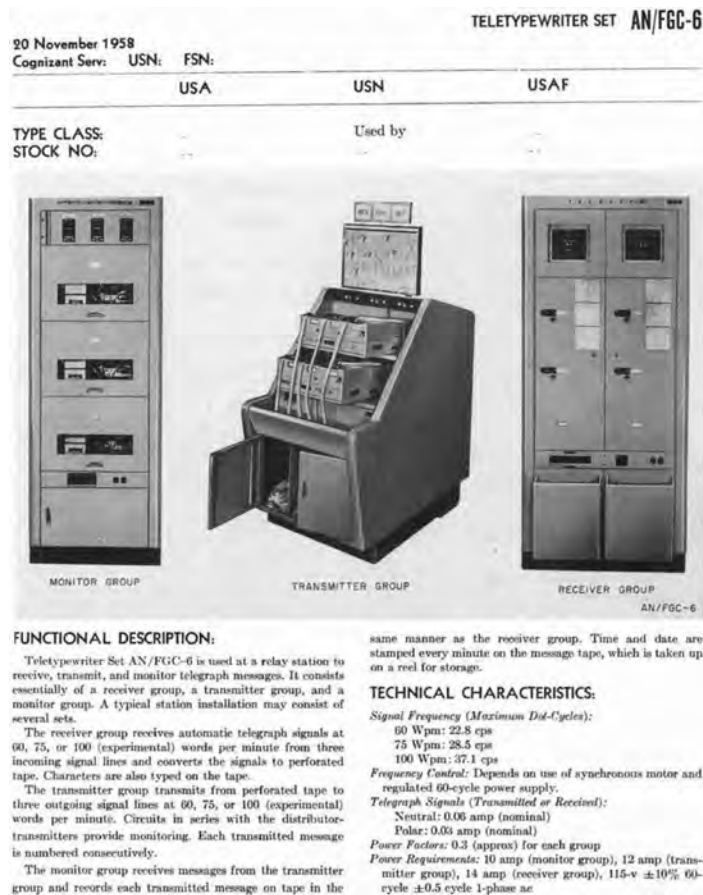 TELETYPEWRITER SET AN/FGC-6
20 November 1958
Cognizant Serv: USN: FSN:
USA USN USAF
TYPE CLASS: Used by
STOCK NO:
MONITOR GROUP
TRANSMITTER GROUP
RECEIVER GROUP
AN/FGC-6
FUNCTIONAL DESCRIPTION:
Teletypewriter Set AN/FGC-6 is used at a relay station to
receive, transmit, and monitor telegraph messages. It consists
essentially of a receiver group, a transmitter group, and a
monitor group. A typical station installation may consist of
several sets.
The receiver group receives automatic telegraph signals at
60, 75, or 100 (experimental) words per minute from three
incoming signal lines and converts the signals to perforated
tape. Characters are also typed on the tape.
The transmitter group transmits from perforated tape to
three outgoing signal lines at 60, 75, or 100 (experimental)
words per minute. Circuits in series with the distributor-
transmitters provide monitoring. Each transmitted message
is numbered consecutively.
The monitor group receives messages from the transmitter
group and records each transmitted message on tape in the
same manner as the receiver group. Time and date are
stamped every minute on the message tape, which is taken up
on a reel for storage.
TECHNICAL CHARACTERISTICS:
Signal Frequency (Maximum Dot-Cycles):
60 Wpm: 22.8 cps
75 Wpm: 28.5 cps
100 Wpm: 37.1 cps
Frequency Control: Depends on use of synchronous motor and
regulated 60-cycle power supply.
Telegraph Signals (Transmitted or Received):
Neutral: 0.06 amp (nominal)
Polar: 0.03 amp (nominal)
Power Factors: 0.3 (approx) for each group
Power Requirements: 10 amp (monitor group), 12 amp (trans-
mitter group), 14 amp (receiver group), 115-v ±10% 60-
cycle ±0.5 cycle 1-phase ac